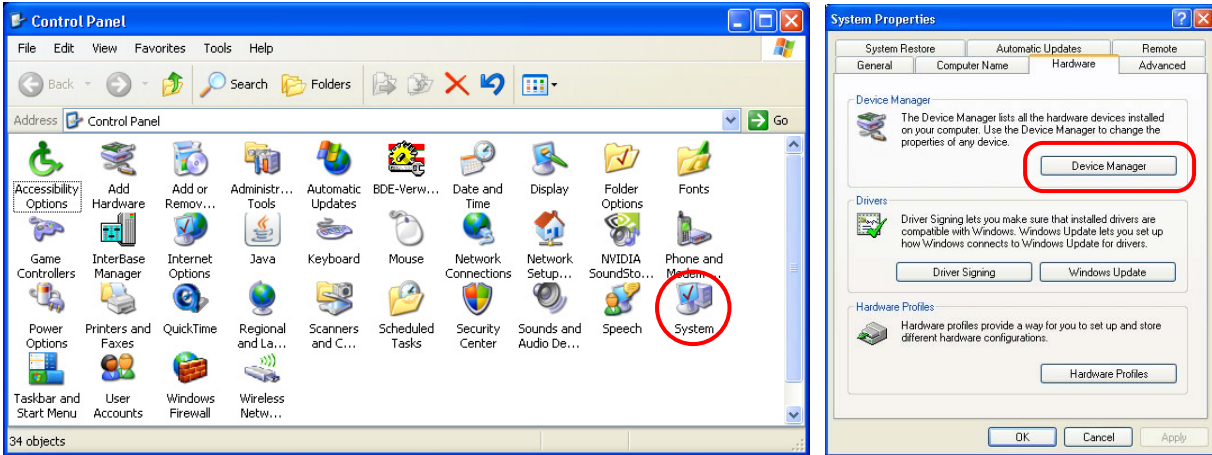 Control Panel
File Edit View Favorites Tools Help
Back Search Folders
Address Control Panel Go
Accessibility Options
Add Hardware
Add or Remov...
Administr... Tools
Automatic Updates
BDE-Verw...
Date and Time
Display
Folder Options
Fonts
Game Controllers
InterBase Manager
Internet Options
Java
Keyboard
Mouse
Network Connections
Network Setup...
NVIDIA SoundSto...
Phone and Modem ...
Power Options
Printers and Faxes
QuickTime
Regional and La...
Scanners and C...
Scheduled Tasks
Security Center
Sounds and Audio De...
Speech
System
Taskbar and Start Menu
User Accounts
Windows Firewall
Wireless Netw...
34 objects
System Properties
System Restore Automatic Updates Remote
General Computer Name Hardware Advanced
Device Manager
The Device Manager lists all the hardware devices installed
on your computer. Use the Device Manager to change the
properties of any device.
Device Manager
Drivers
Driver Signing lets you make sure that installed drivers are
compatible with Windows. Windows Update lets you set up
how Windows connects to Windows Update for drivers.
Driver Signing Windows Update
Hardware Profiles
Hardware profiles provide a way for you to set up and store
different hardware configurations.
Hardware Profiles
OK Cancel Apply